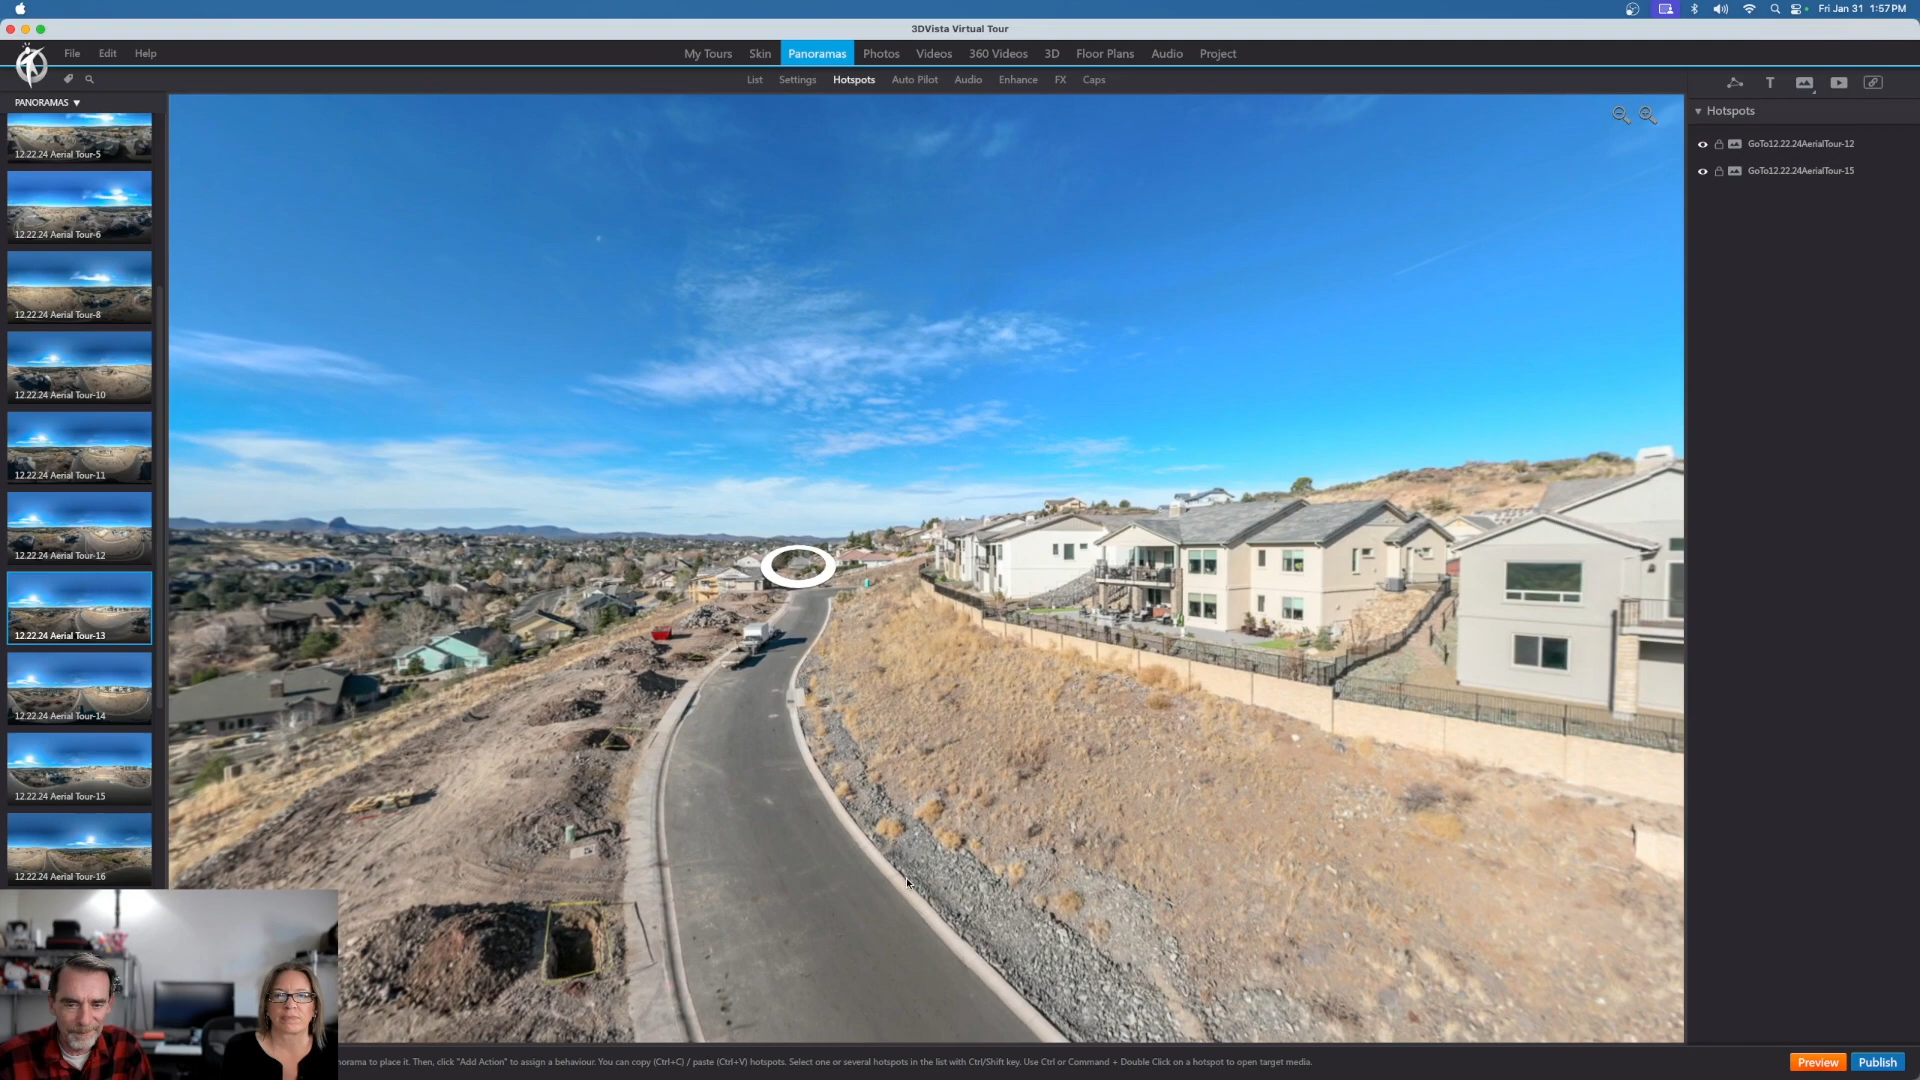 Fri Jan 31 1:57 PM
3DVista Virtual Tour
File Edit Help
My Tours Skin Panoramas Photos Videos 360 Videos 3D Floor Plans Audio Project
List Settings Hotspots Auto Pilot Audio Enhance FX Caps
T
PANORAMAS
Hotspots
12.22.24 Aerial Tour-5
GoTo12.22.24AerialTour-12
GoTo12.22.24AerialTour-15
12.22.24 Aerial Tour-6
12.22.24 Aerial Tour-8
12.22.24 Aerial Tour-10
12.22.24 Aerial Tour-11
12.22.24 Aerial Tour-12
12.22.24 Aerial Tour-13
12.22.24 Aerial Tour-14
12.22.24 Aerial Tour-15
12.22.24 Aerial Tour-16
norama to place it. Then, click "Add Action" to assign a behaviour. You can copy (Ctrl+C) / paste (Ctrl+V) hotspots. Select one or several hotspots in the list with Ctrl/Shift key. Use Ctrl or Command + Double Click on a hotspot to open target media.
Preview Publish